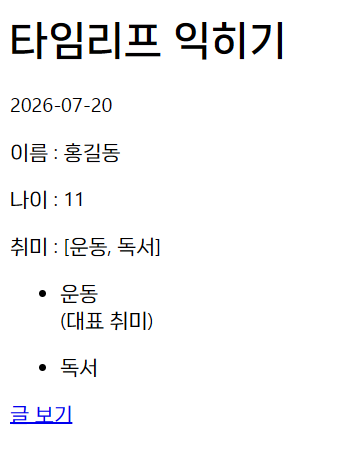 타임리프 익히기
2026-07-20
이름 : 홍길동
나이 : 11
취미 : [운동, 독서]
운동
(대표 취미)
독서
글 보기